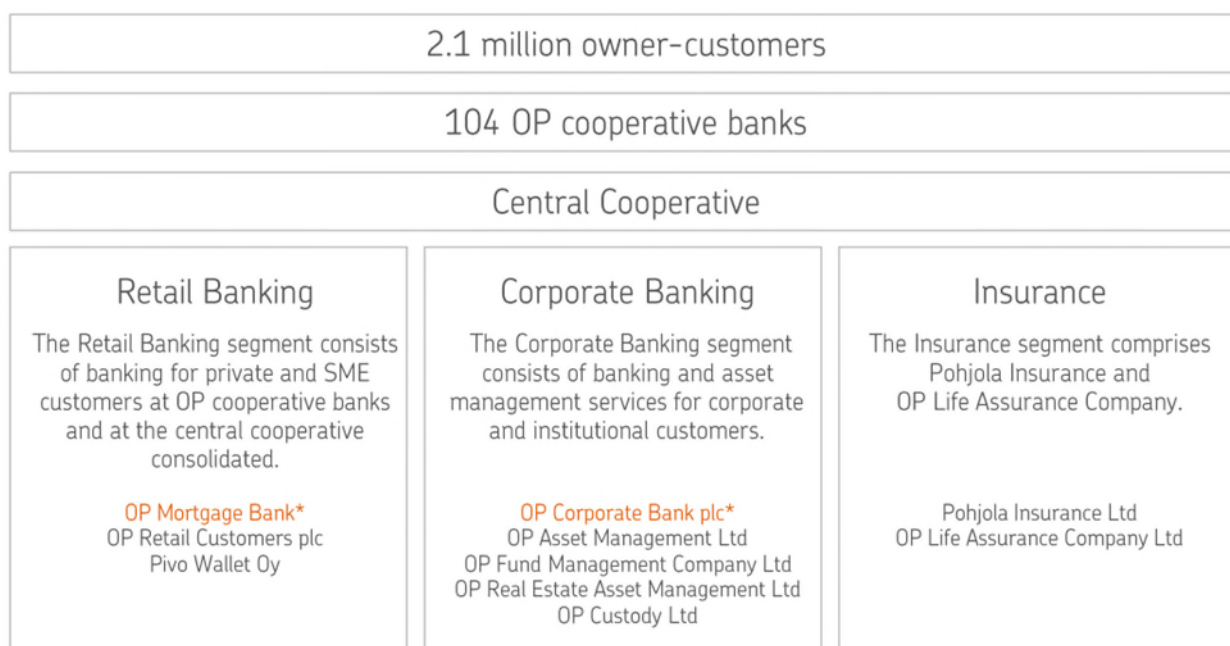 2.1 million owner-customers
104 OP cooperative banks
Central Cooperative
Retail Banking
The Retail Banking segment consists
of banking for private and SME
customers at OP cooperative banks
and at the central cooperative
consolidated.
OP Mortgage Bank*
OP Retail Customers plc
Pivo Wallet Oy
Corporate Banking
The Corporate Banking segment
consists of banking and asset
management services for corporate
and institutional customers.
OP Corporate Bank plc*
OP Asset Management Ltd
OP Fund Management Company Ltd
OP Real Estate Asset Management Ltd
OP Custody Ltd
Insurance
The Insurance segment comprises
Pohjola Insurance and
OP Life Assurance Company.
Pohjola Insurance Ltd
OP Life Assurance Company Ltd